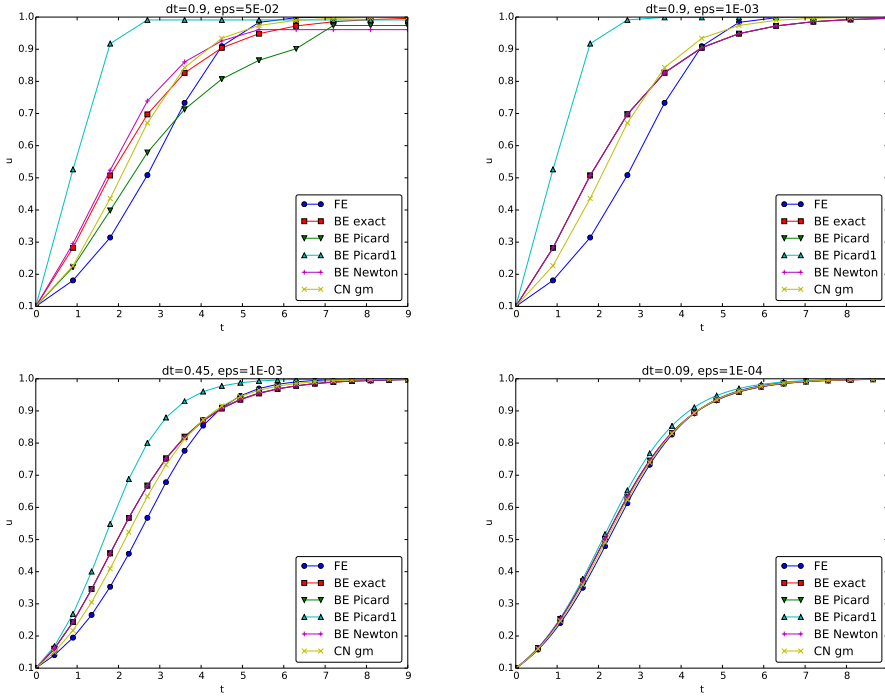 dt=0.9, eps=5E-02
1.0
0.9
0.8
0.7
0.6
0.5
0.4
0.3
0.2
0.1
u
0 1 2 3 4 5 6 7 8 9
t
FE
BE exact
BE Picard
BE Picard1
BE Newton
CN gm
dt=0.9, eps=1E-03
1.0
0.9
0.8
0.7
0.6
0.5
0.4
0.3
0.2
0.1
u
0 1 2 3 4 5 6 7 8
t
FE
BE exact
BE Picard
BE Picard1
BE Newton
CN gm
dt=0.45, eps=1E-03
1.0
0.9
0.8
0.7
0.6
0.5
0.4
0.3
0.2
0.1
u
0 1 2 3 4 5 6 7 8 9
t
FE
BE exact
BE Picard
BE Picard1
BE Newton
CN gm
dt=0.09, eps=1E-04
1.0
0.9
0.8
0.7
0.6
0.5
0.4
0.3
0.2
0.1
u
0 1 2 3 4 5 6 7 8
t
FE
BE exact
BE Picard
BE Picard1
BE Newton
CN gm